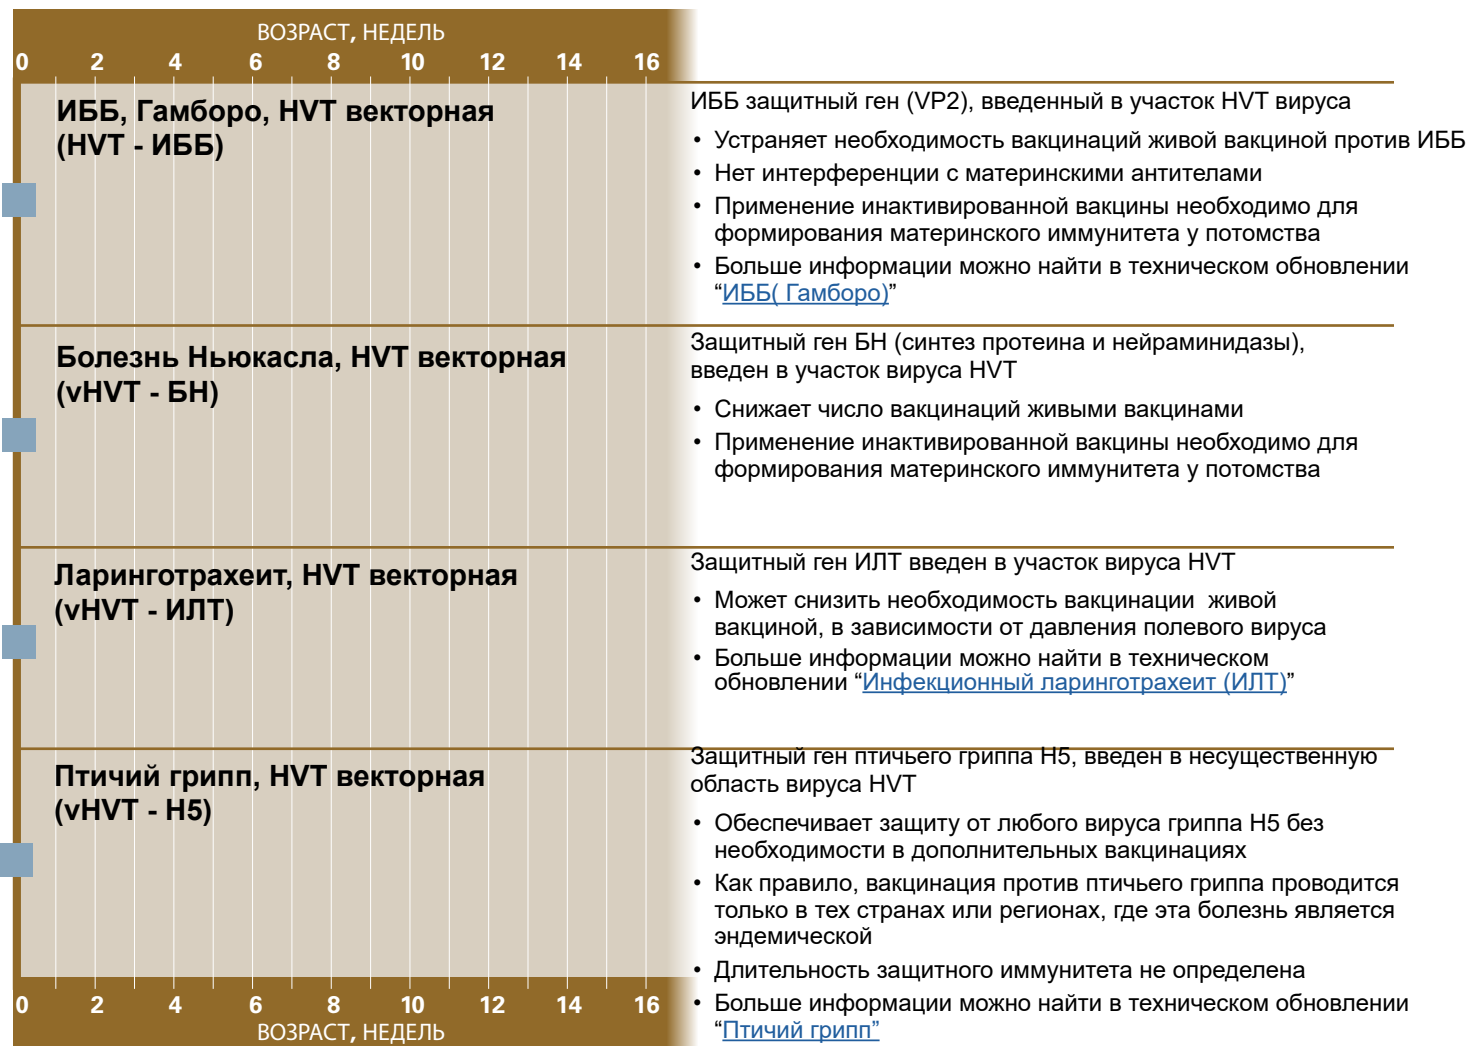 ВОЗРАСТ, НЕДЕЛЬ
0 2 4 6 8 10 12 14 16
ИББ, Гамборо, HVT векторная
(HVT - ИББ)
ИББ защитный ген (VP2), введенный в участок HVT вируса
• Устраняет необходимость вакцинаций живой вакциной против ИББ
• Нет интерференции с материнскими антителами
• Применение инактивированной вакцины необходимо для
формирования материнского иммунитета у потомства
• Больше информации можно найти в техническом обновлении
“ИББ( Гамборо)”
Болезнь Ньюкасла, HVT векторная
(vHVT - БН)
Защитный ген БН (синтез протеина и нейраминидазы),
введен в участок вируса HVT
• Снижает число вакцинаций живыми вакцинами
• Применение инактивированной вакцины необходимо для
формирования материнского иммунитета у потомства
Ларинготрахеит, HVT векторная
(vHVT - ИЛТ)
Защитный ген ИЛТ введен в участок вируса HVT
• Может снизить необходимость вакцинации живой
вакциной, в зависимости от давления полевого вируса
• Больше информации можно найти в техническом
обновлении “Инфекционный ларинготрахеит (ИЛТ)”
Птичий грипп, HVT векторная
(vHVT - H5)
Защитный ген птичьего гриппа H5, введен в несущественную
область вируса HVT
• Обеспечивает защиту от любого вируса гриппа H5 без
необходимости в дополнительных вакцинациях
• Как правило, вакцинация против птичьего гриппа проводится
только в тех странах или регионах, где эта болезнь является
эндемической
• Длительность защитного иммунитета не определена
• Больше информации можно найти в техническом обновлении
“Птичий грипп”
0 2 4 6 8 10 12 14 16
ВОЗРАСТ, НЕДЕЛЬ